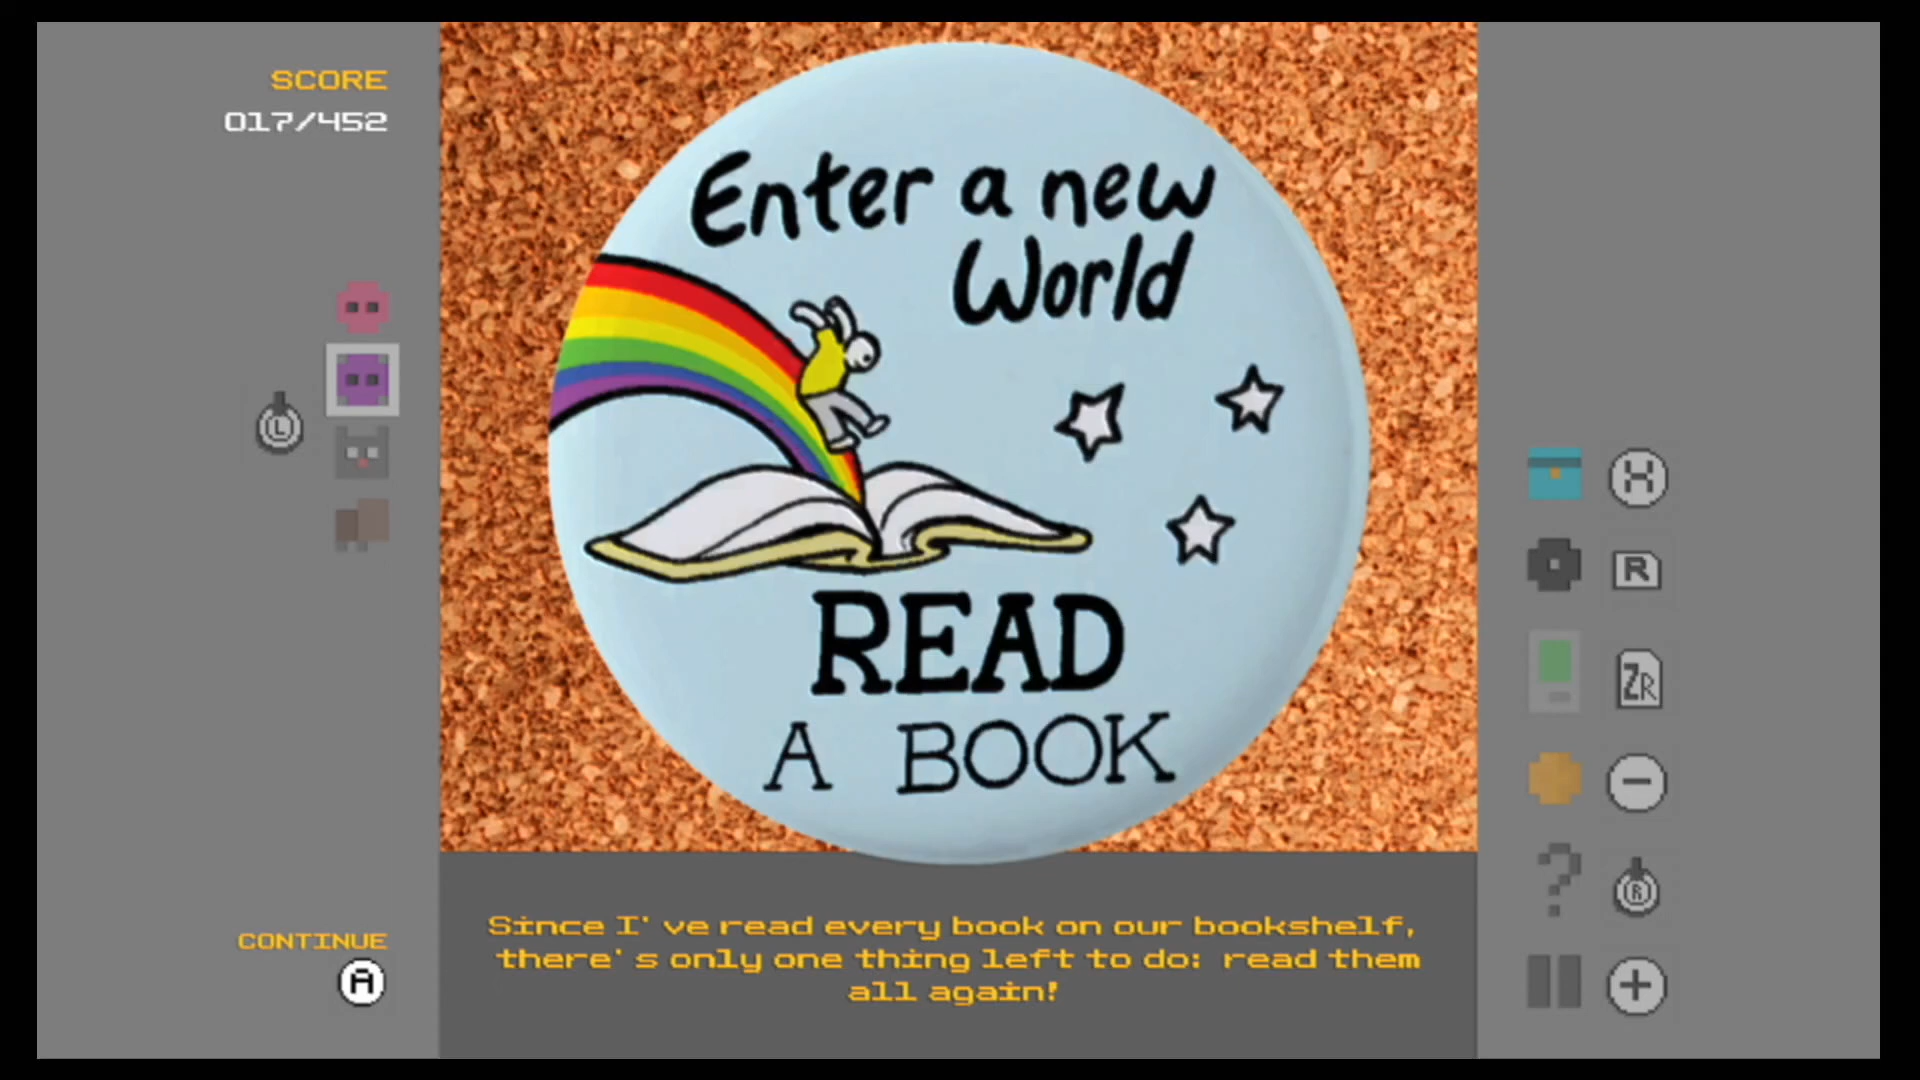 SCORE
017/452
Enter a new
World
READ
A BOOK
L
X
R
ZR
R
CONTINUE
A
Since I've read every book on our bookshelf,
there's only one thing left to do: read them
all again!